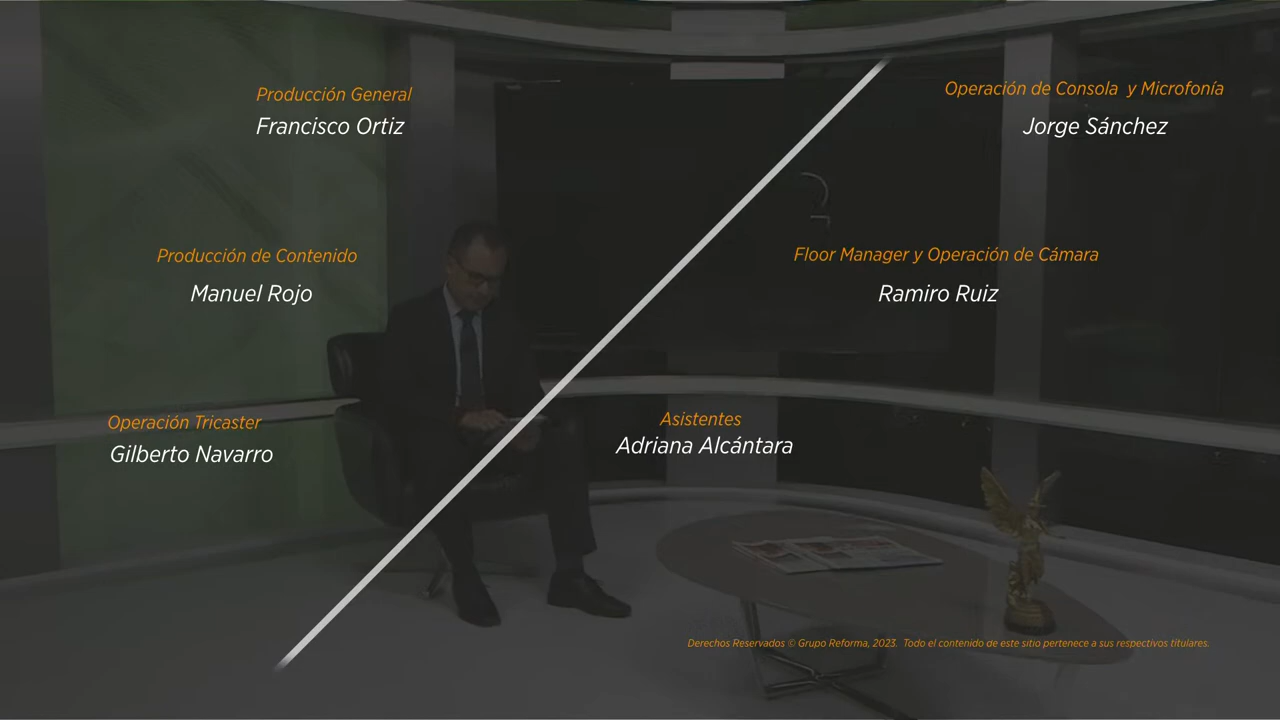 Producción General
Francisco Ortiz
Operación de Consola  y Microfonía
Jorge Sánchez
Producción de Contenido
Manuel Rojo
Floor Manager y Operación de Cámara
Ramiro Ruiz
Operación Tricaster
Gilberto Navarro
Asistentes
Adriana Alcántara
Derechos Reservados © Grupo Reforma, 2023.  Todo el contenido de este sitio pertenece a sus respectivos titulares.